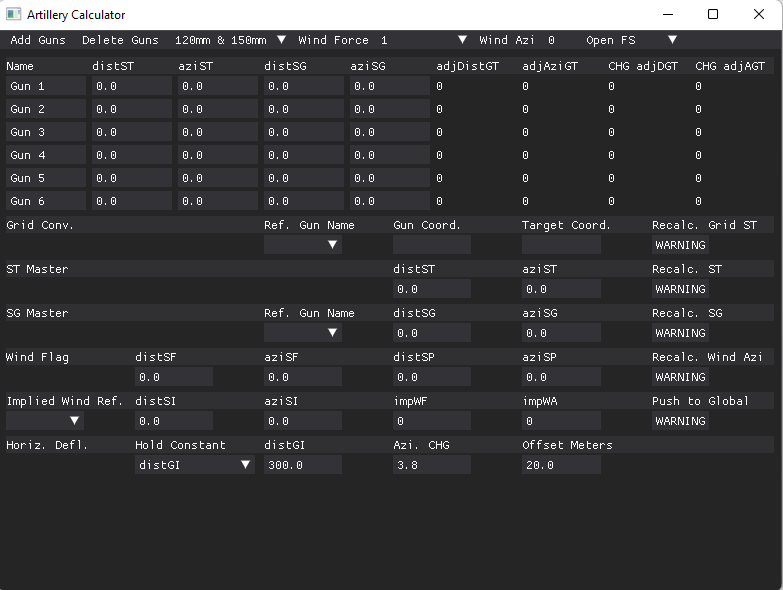 Artillery Calculator
Add Guns Delete Guns 120mm & 150mm Wind Force 1 Wind Azi 0 Open FS
Name distST aziST distSG aziSG adjDistGT adjAziGT CHG adjDGT CHG adjAGT
Gun 1 0.0 0.0 0.0 0.0 0 0 0 0
Gun 2 0.0 0.0 0.0 0.0 0 0 0 0
Gun 3 0.0 0.0 0.0 0.0 0 0 0 0
Gun 4 0.0 0.0 0.0 0.0 0 0 0 0
Gun 5 0.0 0.0 0.0 0.0 0 0 0 0
Gun 6 0.0 0.0 0.0 0.0 0 0 0 0
Grid Conv. Ref. Gun Name Gun Coord. Target Coord. Recalc. Grid ST
WARNING
ST Master distST aziST Recalc. ST
0.0 0.0 WARNING
SG Master Ref. Gun Name distSG aziSG Recalc. SG
0.0 0.0 WARNING
Wind Flag distSF aziSF distSP aziSP Recalc. Wind Azi
0.0 0.0 0.0 0.0 WARNING
Implied Wind Ref. distSI aziSI impWF impWA Push to Global
0.0 0.0 0 0 WARNING
Horiz. Defl. Hold Constant distGI Azi. CHG Offset Meters
distGI 300.0 3.8 20.0